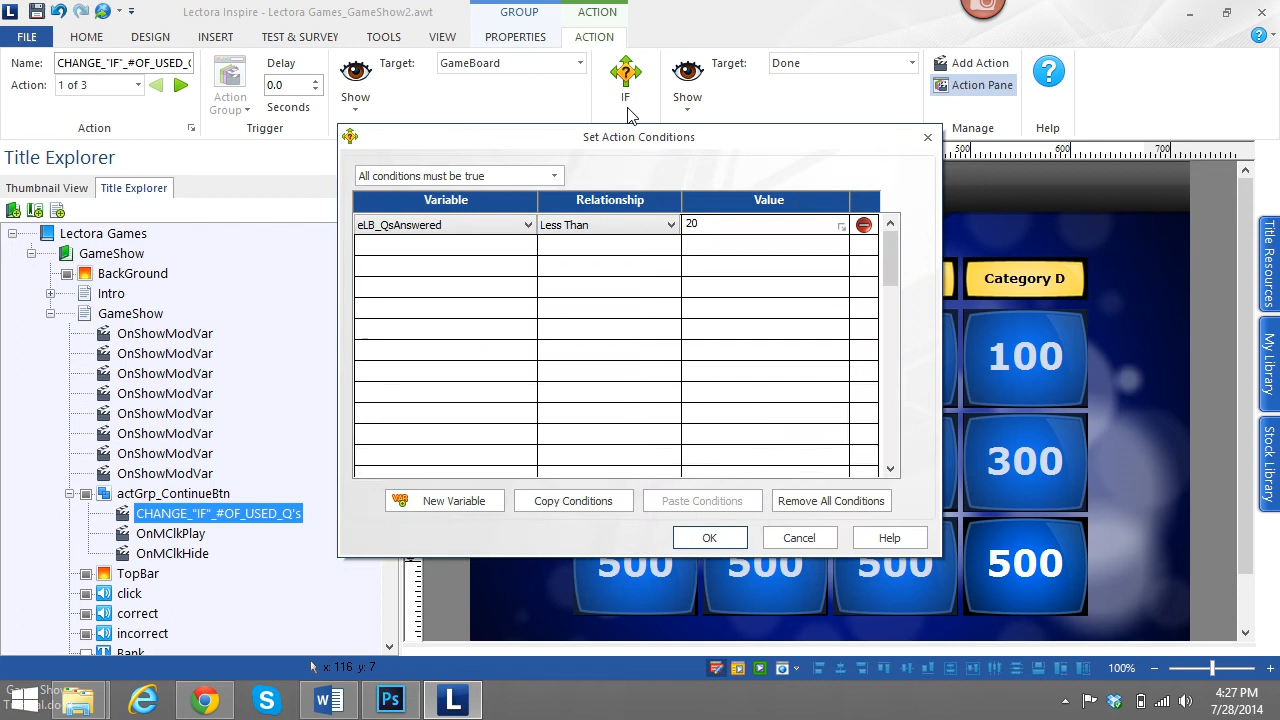 Lectora Inspire - Lectora Games_GameShow2.awt
GROUP
ACTION
FILE
HOME
DESIGN
INSERT
TEST & SURVEY
TOOLS
VIEW
PROPERTIES
ACTION
Name:
CHANGE_"IF"_#OF_USED_
Delay
Target:
GameBoard
Target:
Done
Add Action
Action:
1 of 3
0.0
Action Pane
Action
Group
Seconds
Show
IF
Show
Action
Trigger
Manage
Help
Title Explorer
Thumbnail View
Title Explorer
Lectora Games
GameShow
BackGround
Intro
GameShow
OnShowModVar
OnShowModVar
OnShowModVar
OnShowModVar
OnShowModVar
OnShowModVar
OnShowModVar
OnShowModVar
actGrp_ContinueBtn
CHANGE_"IF"_#OF_USED_Q's
OnMClkPlay
OnMClkHide
TopBar
click
correct
incorrect
Bank
Set Action Conditions
All conditions must be true
Variable
Relationship
Value
eLB_QsAnswered
Less Than
20
New Variable
Copy Conditions
Paste Conditions
Remove All Conditions
OK
Cancel
Help
500
600
700
Category D
100
300
500
500
500
500
Title Resources
My Library
Stock Library
x: 116 y: 7
100%
4:27 PM
7/28/2014